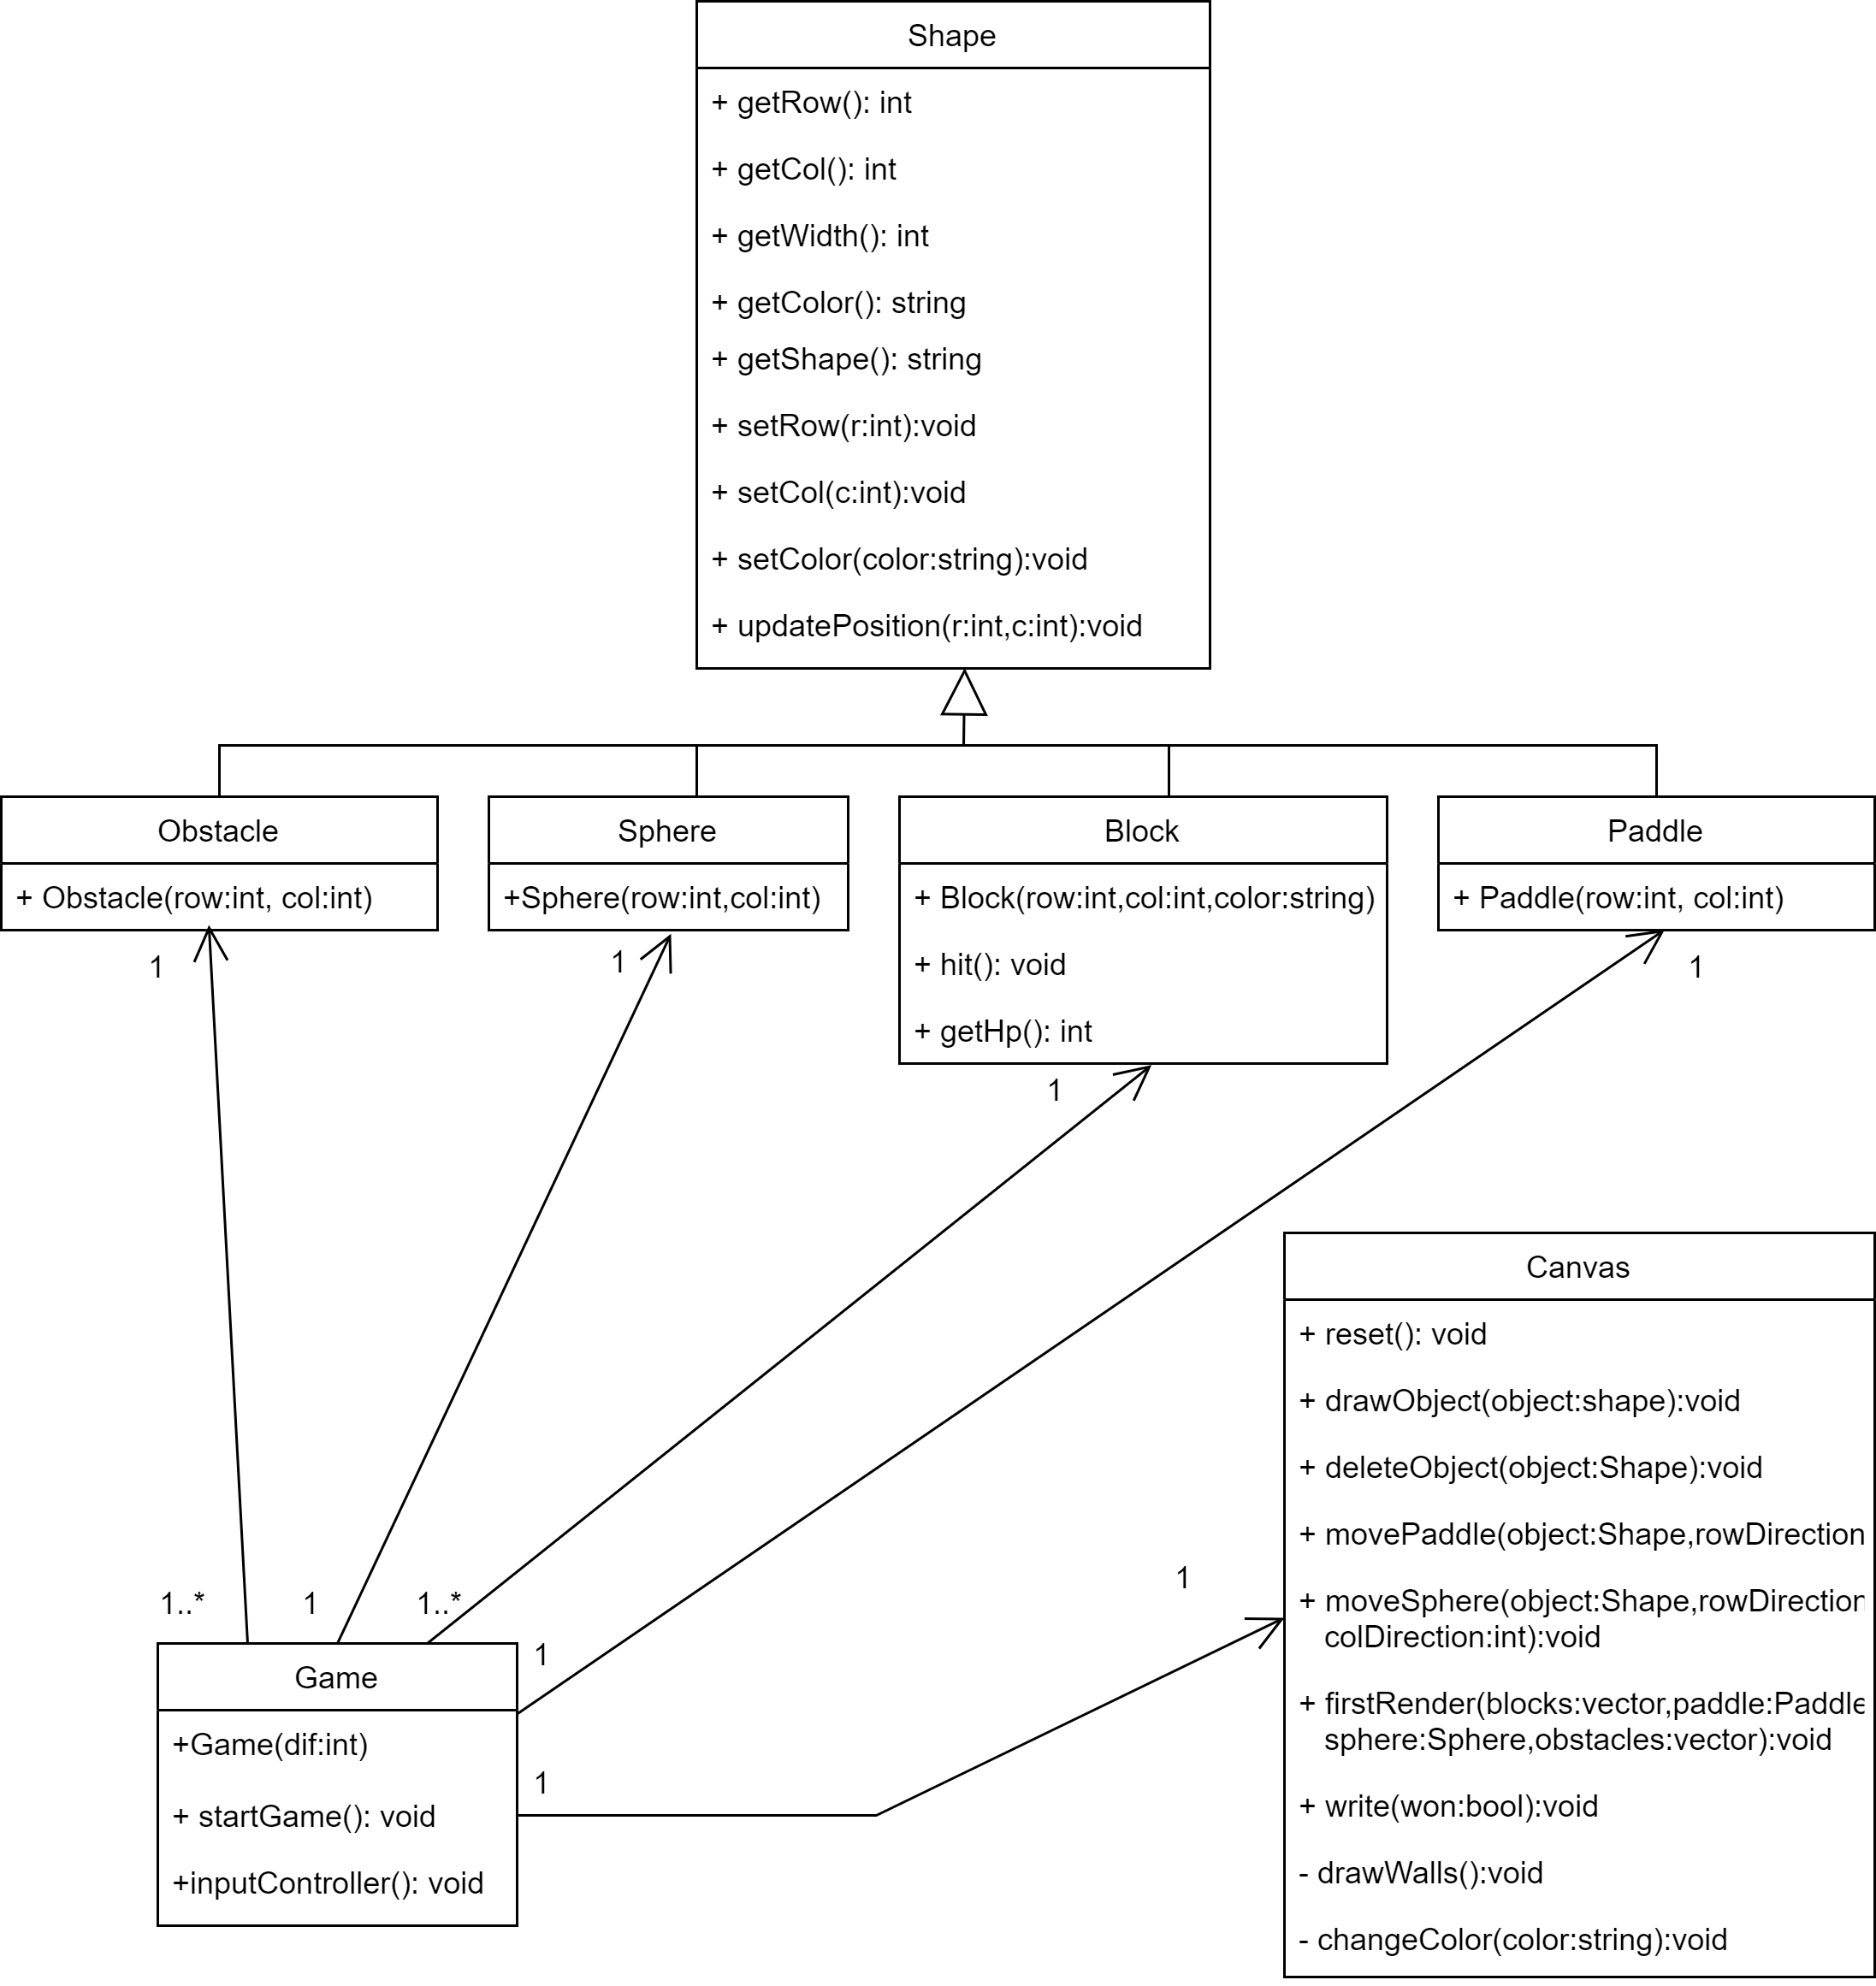 Shape
+ getRow(): int
+ getCol(): int
+ getWidth(): int
+ getColor(): string
+ getShape(): string
+ setRow(r:int):void
+ setCol(c:int):void
+ setColor(color:string):void
+ updatePosition(r:int,c:int):void
Obstacle
+ Obstacle(row:int, col:int)
Sphere
+Sphere(row:int,col:int)
Block
+ Block(row:int,col:int,color:string)
+ hit(): void
+ getHp(): int
Paddle
+ Paddle(row:int, col:int)
1
1
1
1
Canvas
+ reset(): void
+ drawObject(object:shape):void
+ deleteObject(object:Shape):void
+ movePaddle(object:Shape,rowDirection
+ moveSphere(object:Shape,rowDirection
colDirection:int):void
+ firstRender(blocks:vector,paddle:Paddle
sphere:Sphere,obstacles:vector):void
+ write(won:bool):void
- drawWalls():void
- changeColor(color:string):void
1
1..*
1
1..*
1
1
Game
+Game(dif:int)
+ startGame(): void
+inputController(): void